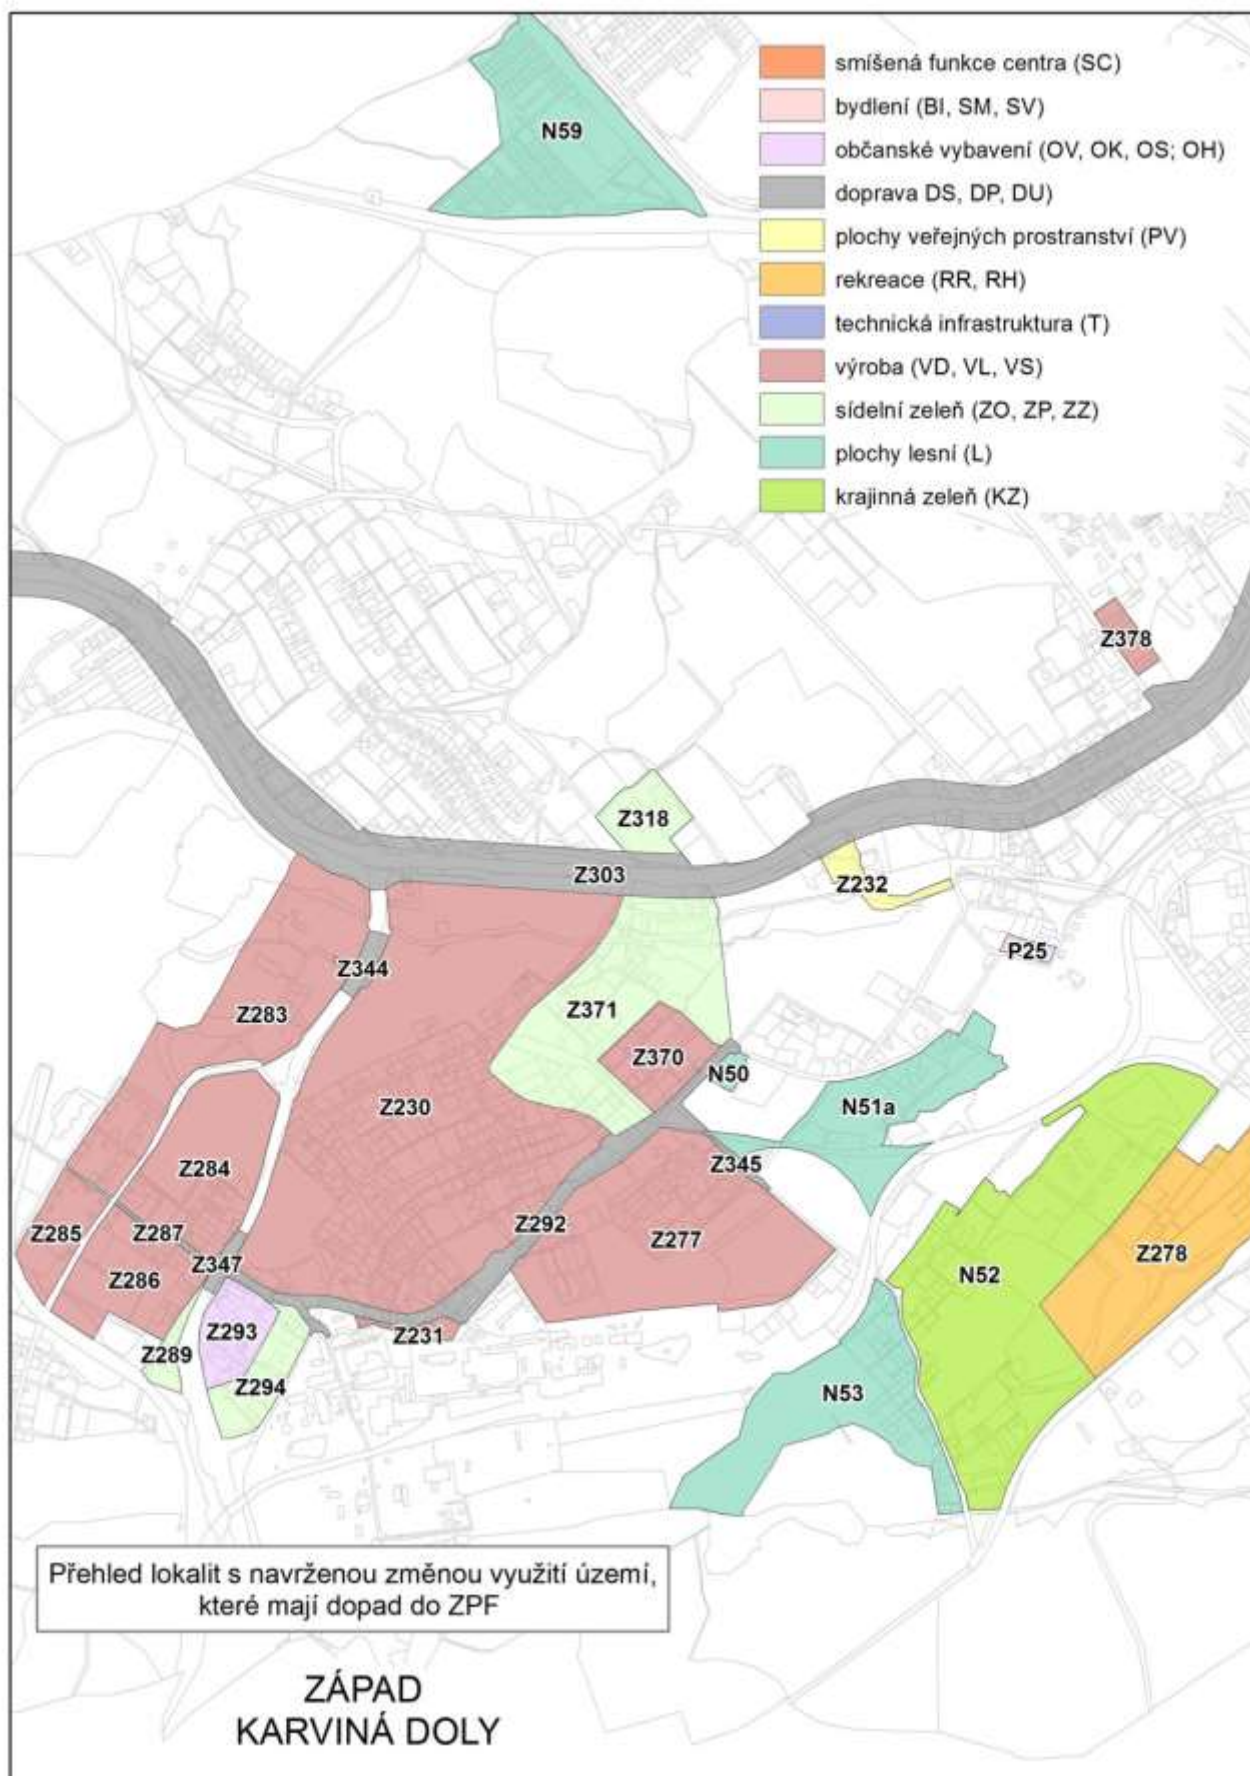 smíšená funkce centra (SC)
bydlení (BI, SM, SV)
občanské vybavení (OV, OK, OS; OH)
doprava DS, DP, DU)
plochy veřejných prostranství (PV)
rekreace (RR, RH)
technická infrastruktura (T)
výroba (VD, VL, VS)
sídelní zeleň (ZO, ZP, ZZ)
plochy lesní (L)
krajinná zeleň (KZ)
N59
Z378
Z318
Z303
Z232
P25
Z344
Z283
Z371
Z370
N50
Z230
N51a
Z284
Z345
Z285
Z287
Z292
Z277
Z278
Z347
Z286
N52
Z293
Z231
Z289
Z294
N53
Přehled lokalit s navrženou změnou využití území,
které mají dopad do ZPF
ZÁPAD
KARVINÁ DOLY